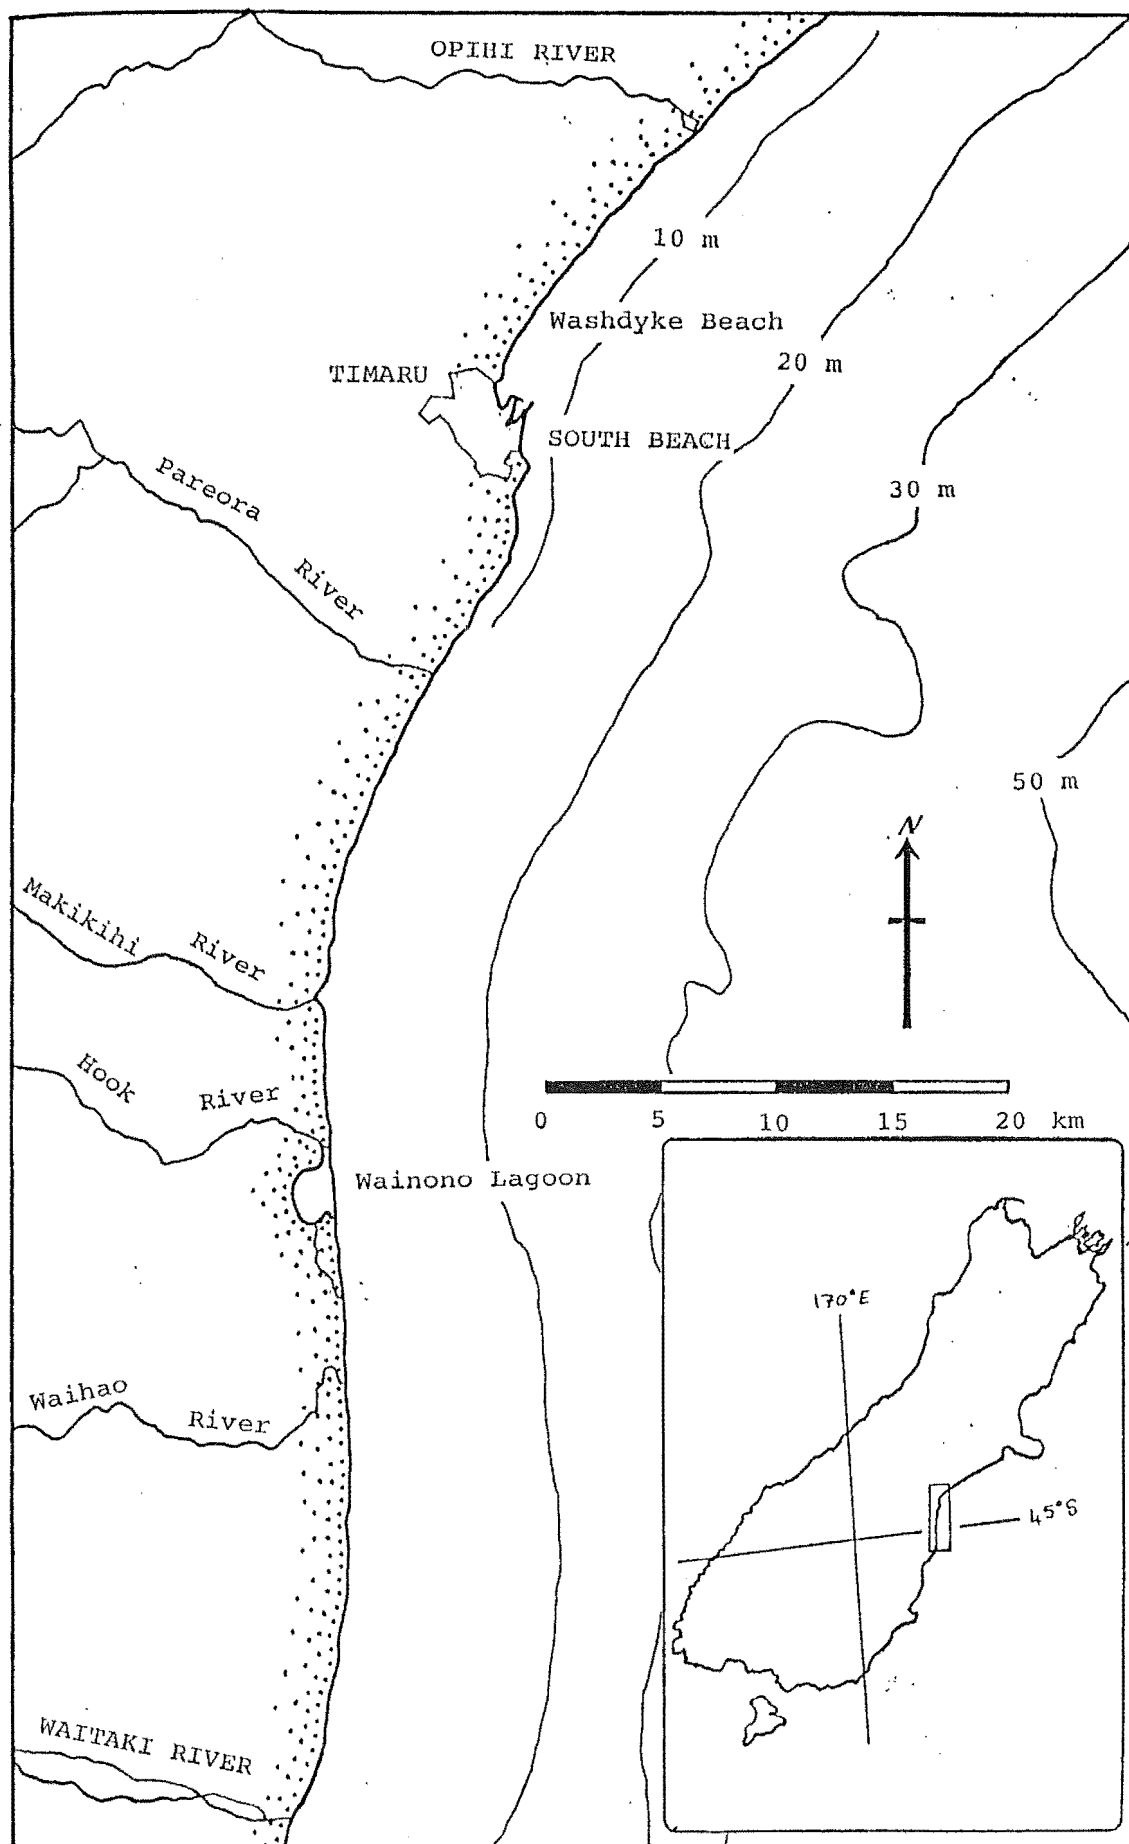 OPIHI RIVER
10 m
Washdyke Beach
20 m
TIMARU
SOUTH BEACH
30 m
Pareora River
50 m
N
Makikihi River
Hook River
0 5 10 15 20 km
Wainono Lagoon
170°E
Waihao River
45°S
WAITAKI RIVER